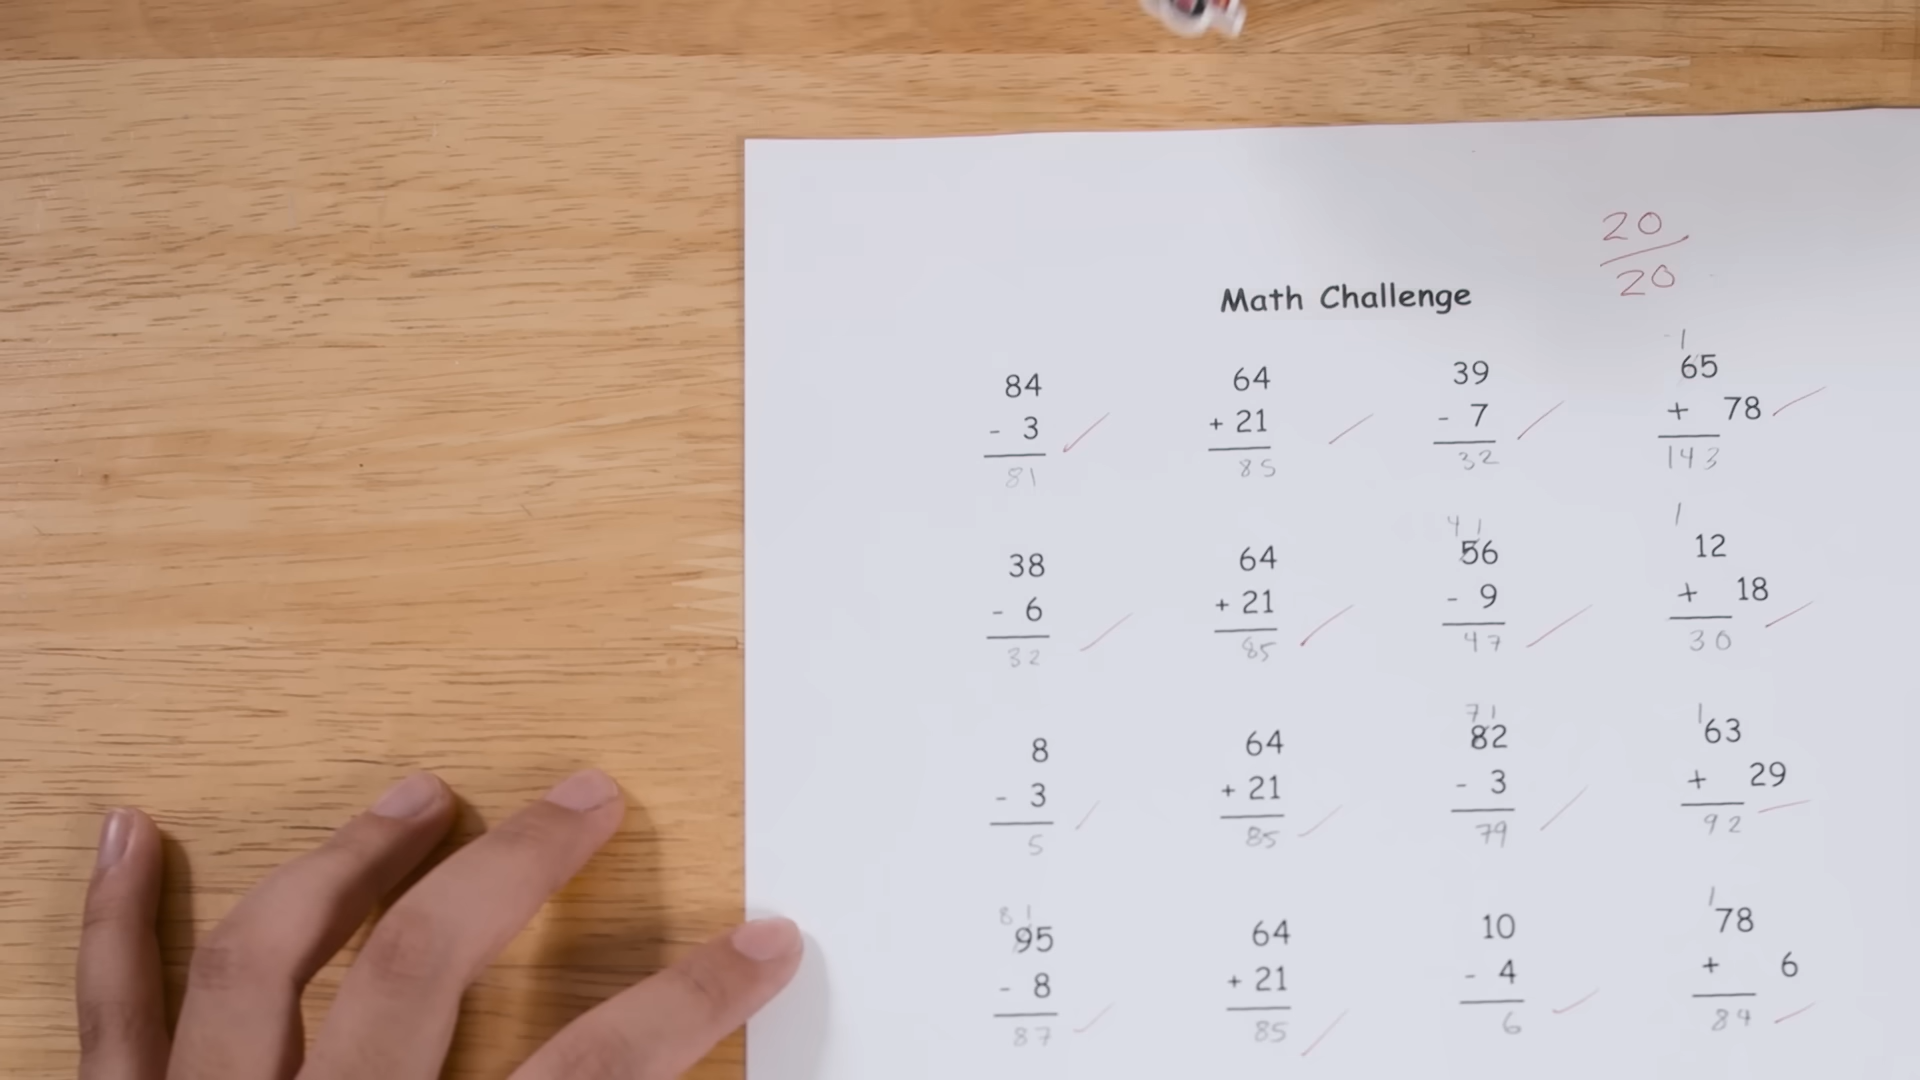 20
20
Math Challenge
1
84 64 39 65
- 3 + 21 - 7 + 78
81 85 32 143
4 1 1
38 64 56 12
- 6 + 21 - 9 + 18
32 85 47 30
7 1 1
8 64 82 63
- 3 + 21 - 3 + 29
5 85 79 92
8 1 1
95 64 10 78
- 8 + 21 - 4 + 6
87 85 6 84